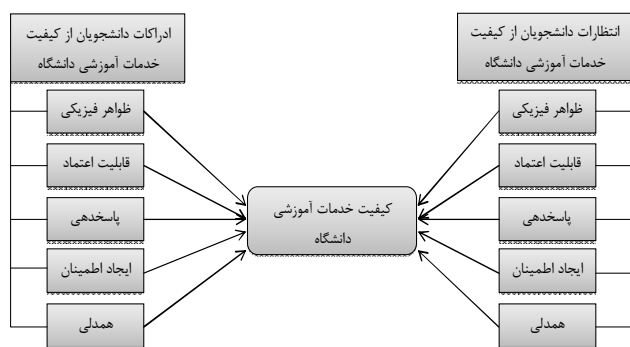 انتظارات دانشجویان از کیفیت
خدمات آموزشی دانشگاه
ظواهر فیزیکی
قابلیت اعتماد
پاسخدهی
ایجاد اطمینان
همدلی
کیفیت خدمات آموزشی
دانشگاه
ادراکات دانشجویان از کیفیت
خدمات آموزشی دانشگاه
ظواهر فیزیکی
قابلیت اعتماد
پاسخدهی
ایجاد اطمینان
همدلی